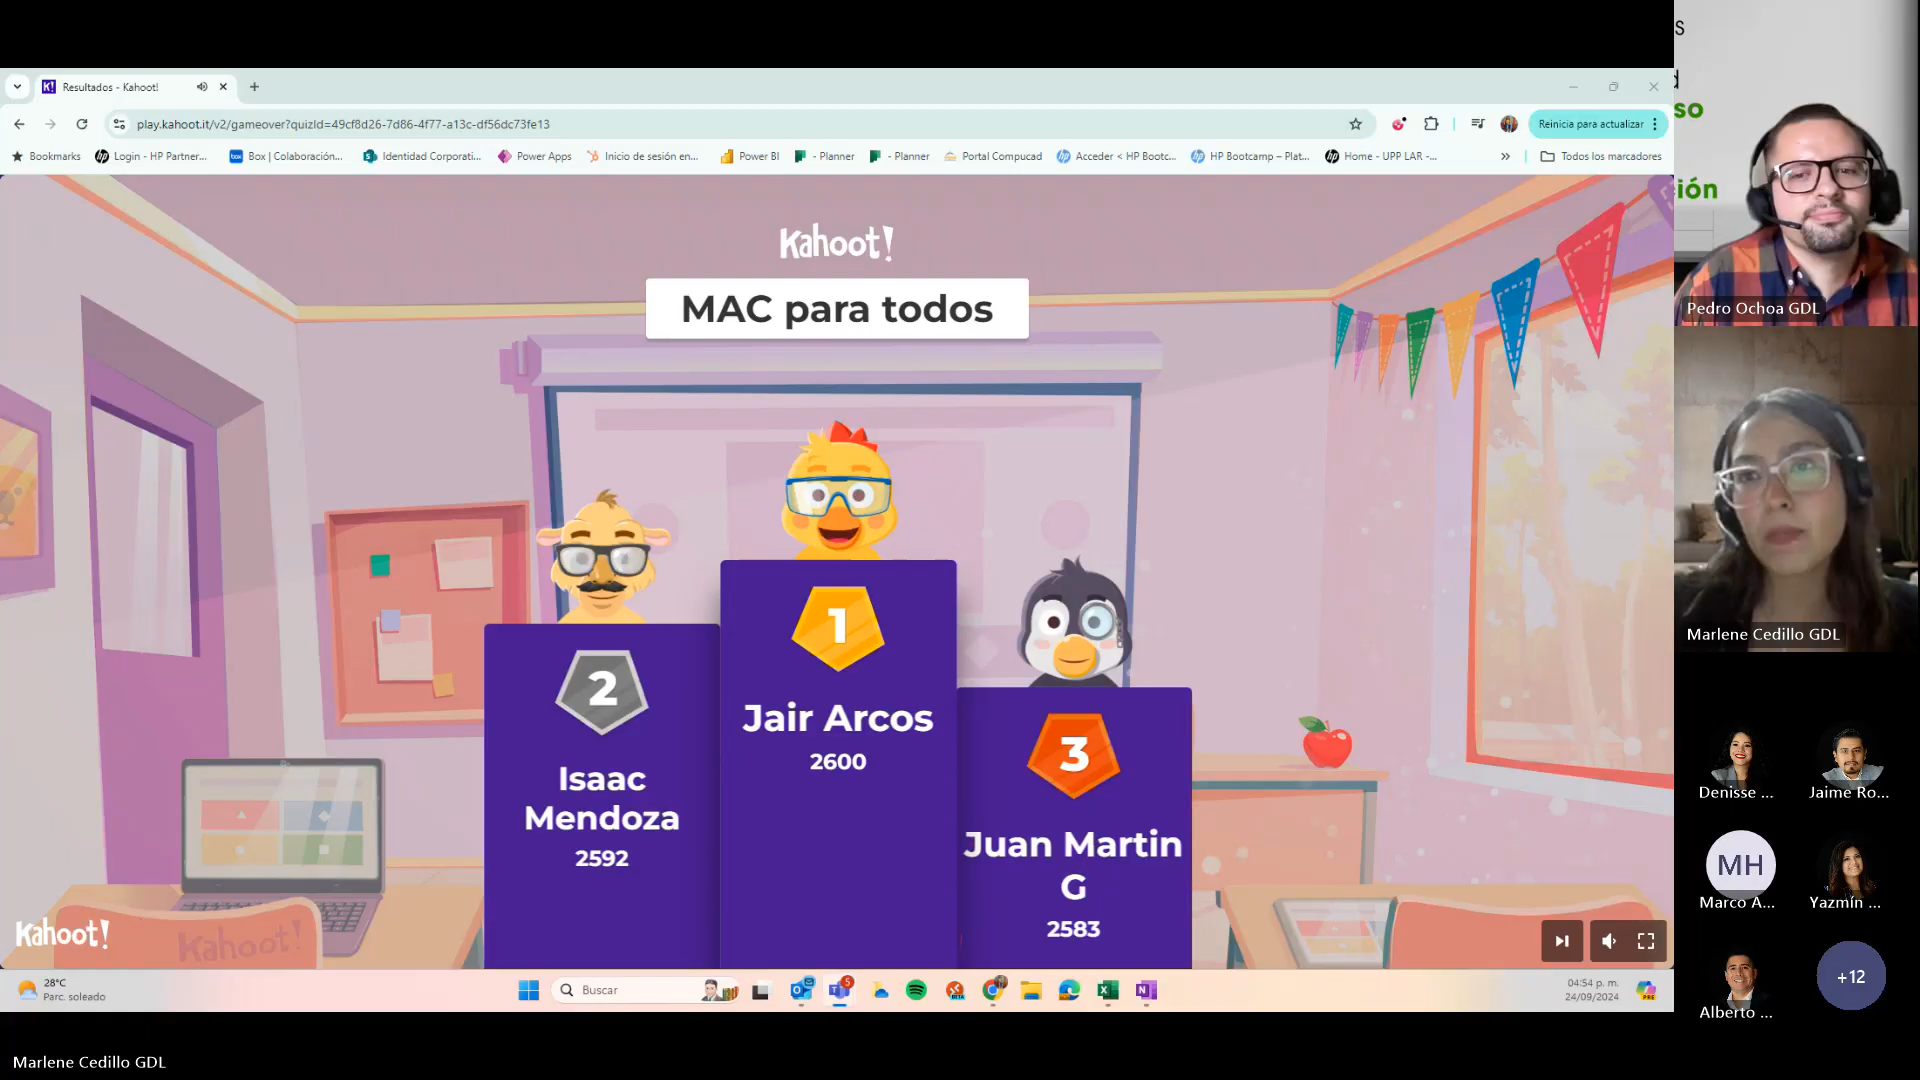 Resultados - Kahoot!
play.kahoot.it/v2/gameover?quizId=49cf8d26-7d86-4f77-a13c-df56dc73fe13
Reinicia para actualizar
Bookmarks
Login - HP Partner...
Box | Colaboración...
Identidad Corporati...
Power Apps
Inicio de sesión en...
Power BI
- Planner
- Planner
Portal Compucad
Acceder < HP Bootc...
HP Bootcamp – Plat...
Home - UPP LAR -...
Todos los marcadores
Kahoot!
MAC para todos
1
Jair Arcos
2600
2
Isaac
Mendoza
2592
3
Juan Martin
G
2583
Kahoot!
Kahoot!
28°C
Parc. soleado
Buscar
5
04:54 p. m.
24/09/2024
S
d
so
ión
Pedro Ochoa GDL
Marlene Cedillo GDL
Denisse ...
Jaime Ro...
MH
Marco A...
Yazmín ...
Alberto ...
+12
Marlene Cedillo GDL